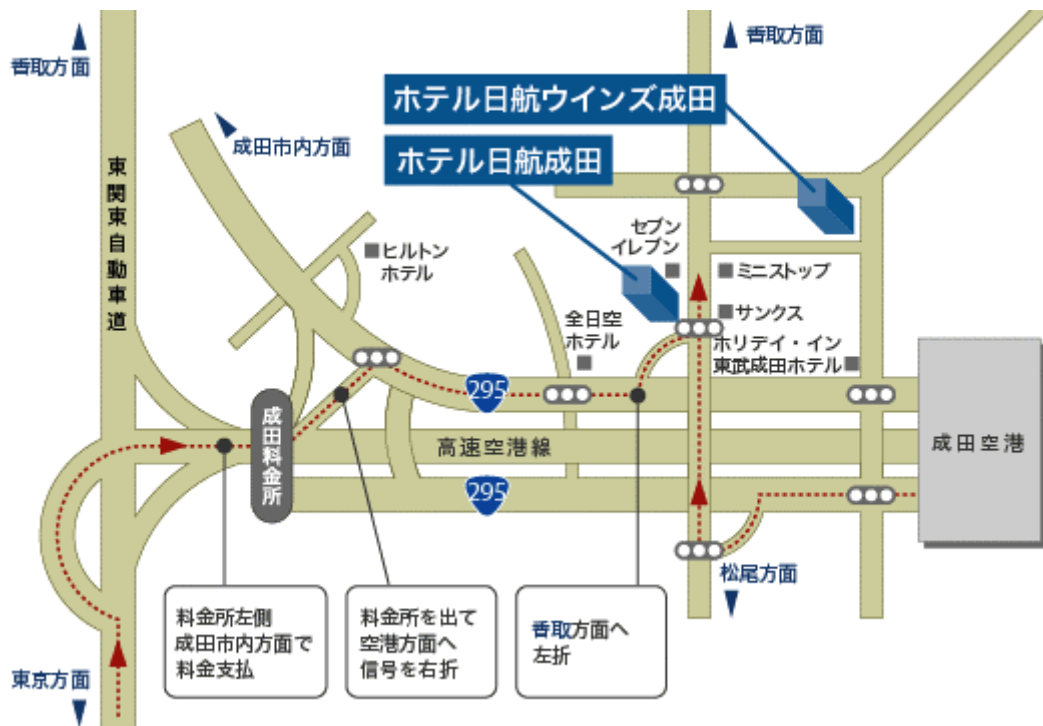 香取方面
香取方面
ホテル日航ウインズ成田
成田市内方面
ホテル日航成田
東関東自動車道
セブン
イレブン
ヒルトン
ホテル
ミニストップ
サンクス
全日空
ホテル
ホリデイ・イン
東武成田ホテル
295
成田料金所
高速空港線
成田空港
295
松尾方面
料金所左側
成田市内方面で
料金支払
料金所を出て
空港方面へ
信号を右折
香取方面へ
左折
東京方面